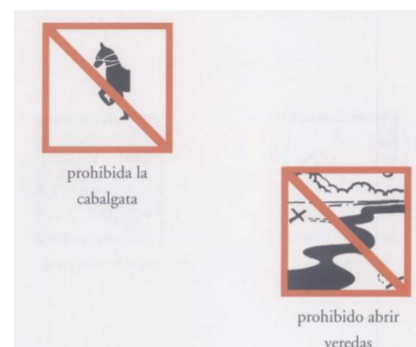 prohibida la
cabalgata
prohibido abrir
veredas